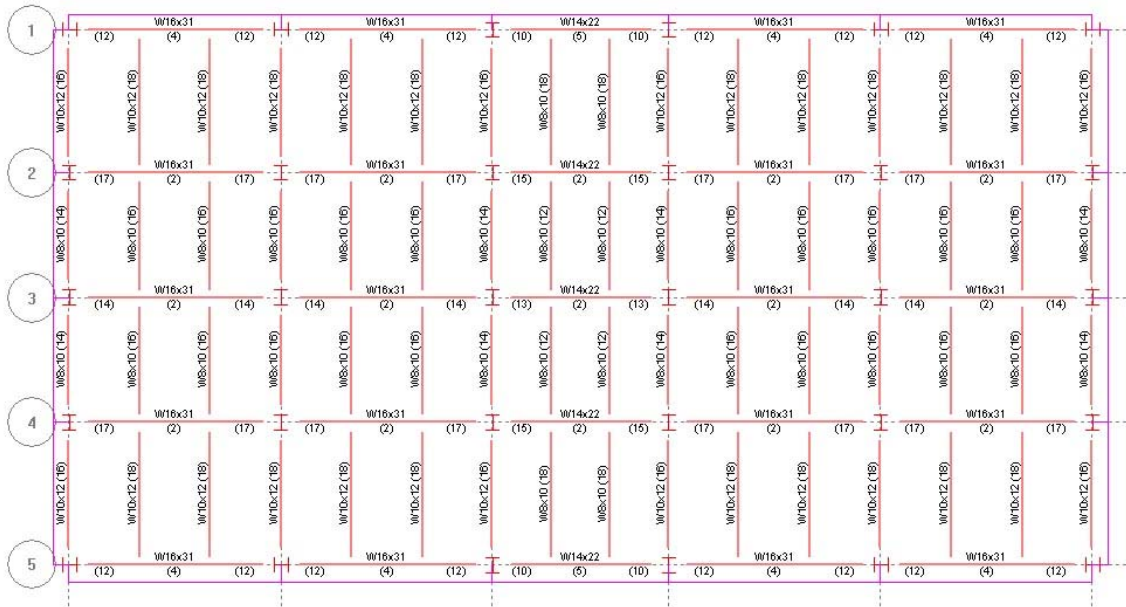 W16x31 W16x31 W14x22 W16x31 W16x31
1
(12) (4) (12) (12) (4) (12) (10) (5) (10) (12) (4) (12) (12) (4) (12)
W10x12 (16)
W10x12 (18)
W10x12 (18)
W10x12 (18)
W10x12 (18)
W10x12 (18)
W10x12 (16)
W8x10 (18)
W8x10 (18)
W10x12 (16)
W10x12 (18)
W10x12 (18)
W10x12 (18)
W10x12 (18)
W10x12 (18)
W10x12 (16)
W16x31 W16x31 W14x22 W16x31 W16x31
2
(17) (2) (17) (17) (2) (17) (15) (2) (15) (17) (2) (17) (17) (2) (17)
W8x10 (14)
W8x10 (16)
W8x10 (16)
W8x10 (16)
W8x10 (16)
W8x10 (16)
W8x10 (14)
W8x10 (12)
W8x10 (12)
W8x10 (14)
W8x10 (16)
W8x10 (16)
W8x10 (16)
W8x10 (16)
W8x10 (16)
W8x10 (14)
W16x31 W16x31 W14x22 W16x31 W16x31
3
(14) (2) (14) (14) (2) (14) (13) (2) (13) (14) (2) (14) (14) (2) (14)
W8x10 (14)
W8x10 (16)
W8x10 (16)
W8x10 (16)
W8x10 (16)
W8x10 (16)
W8x10 (14)
W8x10 (12)
W8x10 (12)
W8x10 (14)
W8x10 (16)
W8x10 (16)
W8x10 (16)
W8x10 (16)
W8x10 (16)
W8x10 (14)
W16x31 W16x31 W14x22 W16x31 W16x31
4
(17) (2) (17) (17) (2) (17) (15) (2) (15) (17) (2) (17) (17) (2) (17)
W10x12 (16)
W10x12 (18)
W10x12 (18)
W10x12 (18)
W10x12 (18)
W10x12 (18)
W10x12 (16)
W8x10 (18)
W8x10 (18)
W10x12 (16)
W10x12 (18)
W10x12 (18)
W10x12 (18)
W10x12 (18)
W10x12 (18)
W10x12 (16)
W16x31 W16x31 W14x22 W16x31 W16x31
5
(12) (4) (12) (12) (4) (12) (10) (5) (10) (12) (4) (12) (12) (4) (12)